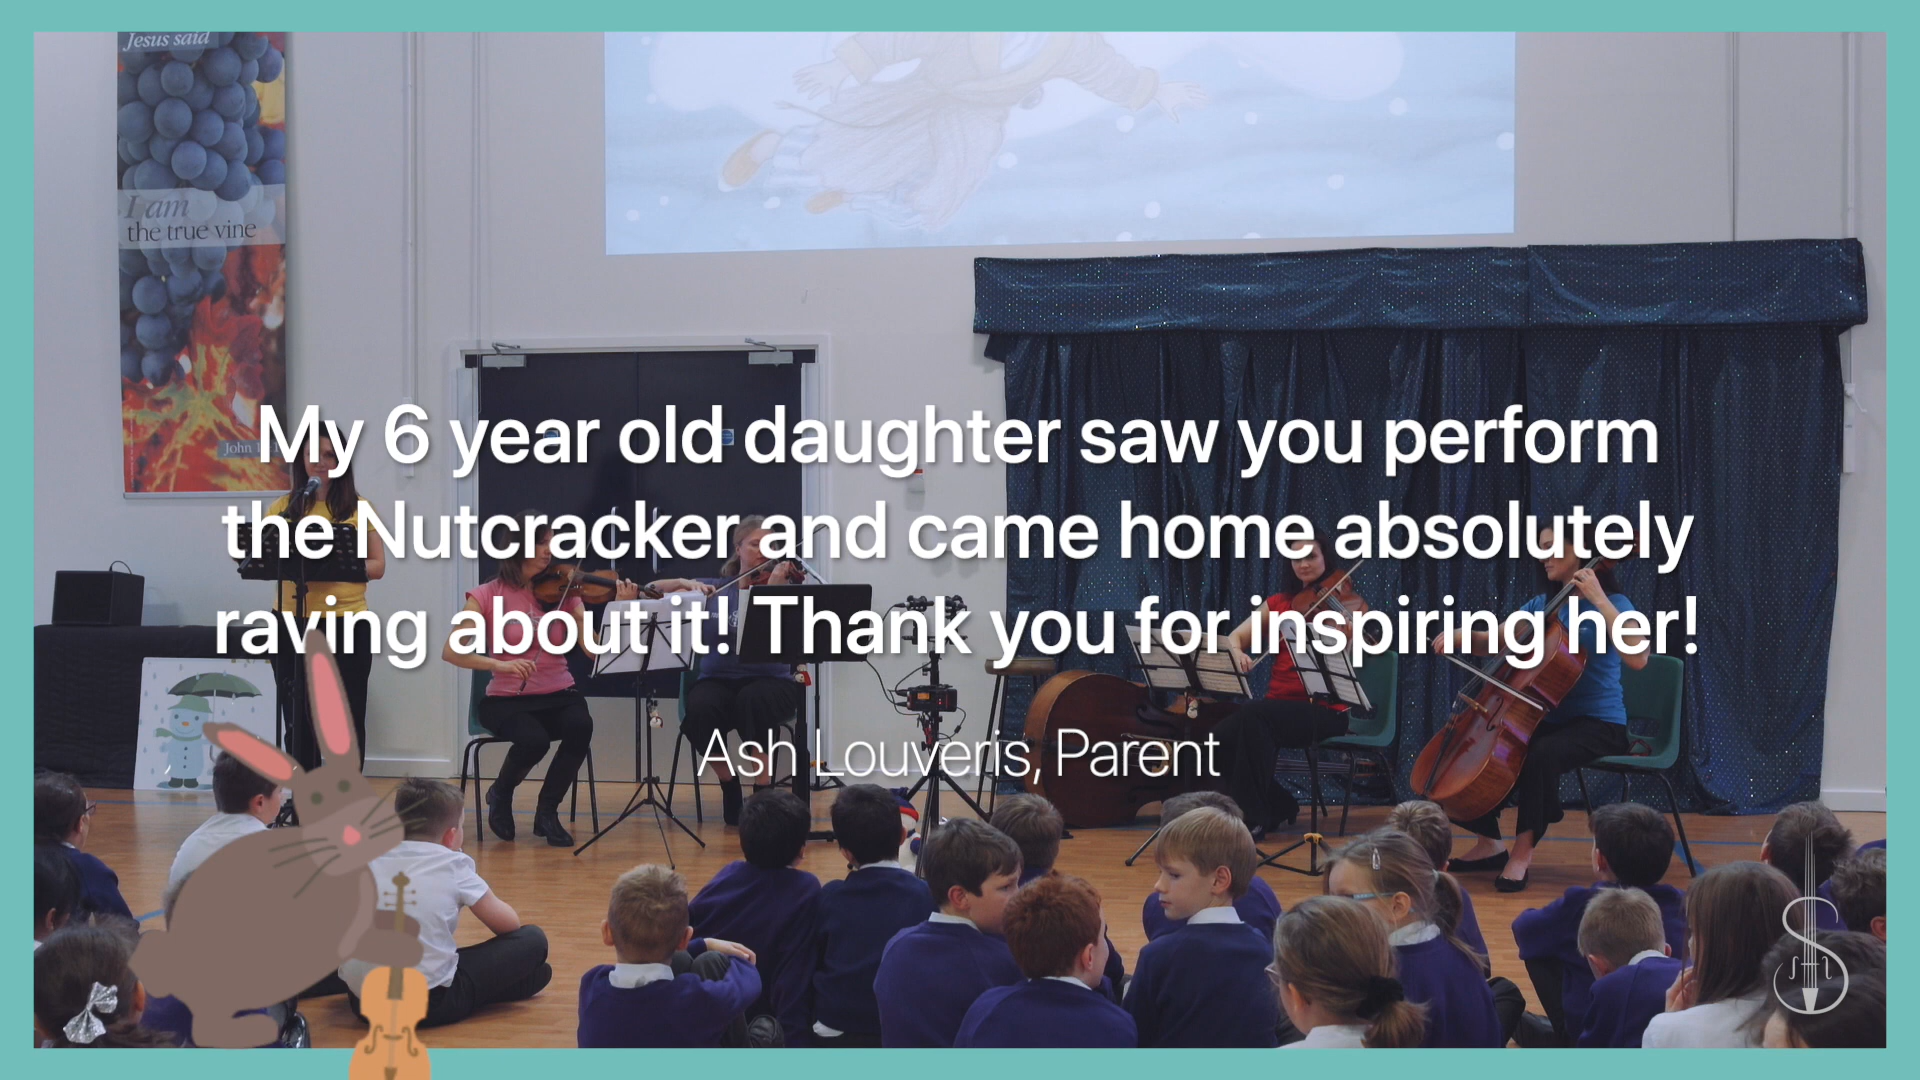 Jesus said
I am
the true vine
John
My 6 year old daughter saw you perform
the Nutcracker and came home absolutely
raving about it! Thank you for inspiring her!
Ash Louveris, Parent